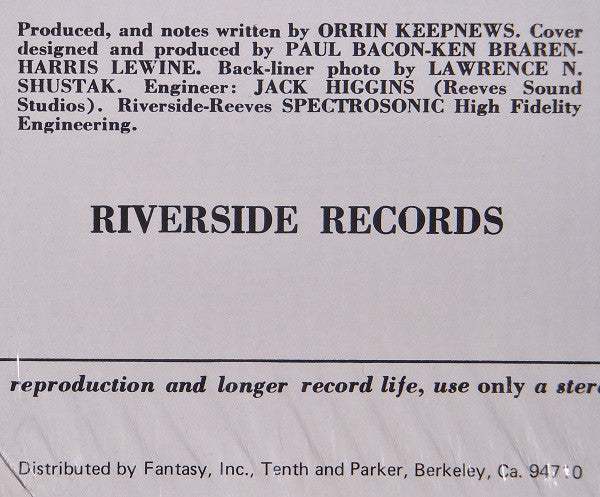 Produced, and notes written by ORRIN KEEPNEWS. Cover
designed and produced by PAUL BACON-KEN BRAREN-
HARRIS LEWINE. Back-liner photo by LAWRENCE N.
SHUSTAK. Engineer: JACK HIGGINS (Reeves Sound
Studios). Riverside-Reeves SPECTROSONIC High Fidelity
Engineering.
RIVERSIDE RECORDS
reproduction and longer record life, use only a stere
Distributed by Fantasy, Inc., Tenth and Parker, Berkeley, Ca. 94710